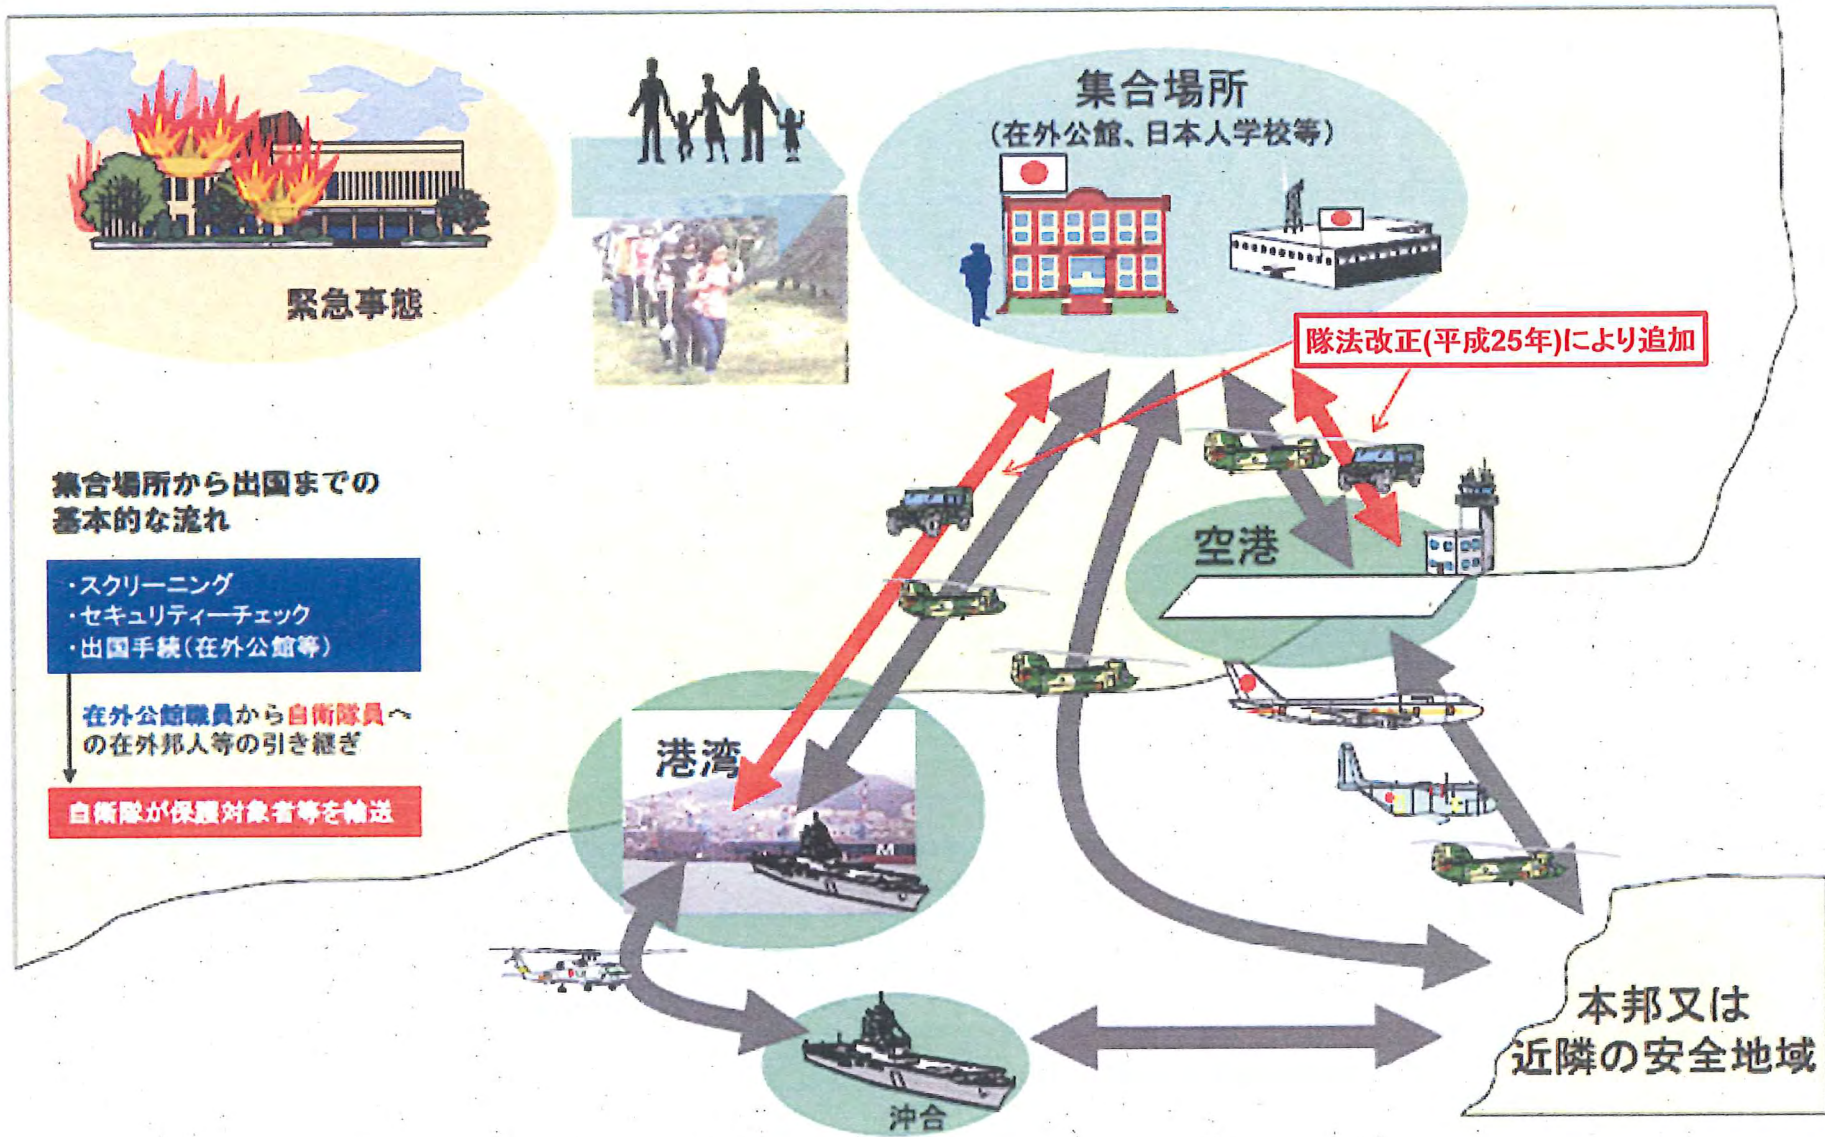 緊急事態
集合場所
(在外公館、日本人学校等)
隊法改正(平成25年)により追加
集合場所から出国までの
基本的な流れ
・スクリーニング
・セキュリティーチェック
・出国手続(在外公館等)
在外公館職員から自衛隊員へ
の在外邦人等の引き継ぎ
自衛隊が保護対象者等を輸送
空港
港湾
M
沖合
本邦又は
近隣の安全地域